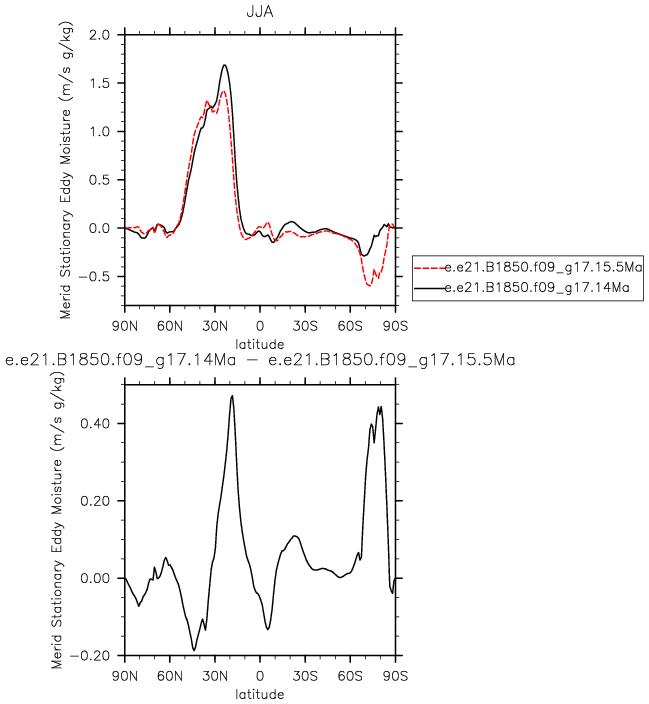 JJA
Merid Stationary Eddy Moisture (m/s g/kg)
2.0
1.5
1.0
0.5
0.0
−0.5
90N 60N 30N 0 30S 60S 90S
latitude
e.e21.B1850.f09_g17.15.5Ma
e.e21.B1850.f09_g17.14Ma
e.e21.B1850.f09_g17.14Ma − e.e21.B1850.f09_g17.15.5Ma
Merid Stationary Eddy Moisture (m/s g/kg)
0.40
0.20
0.00
−0.20
90N 60N 30N 0 30S 60S 90S
latitude